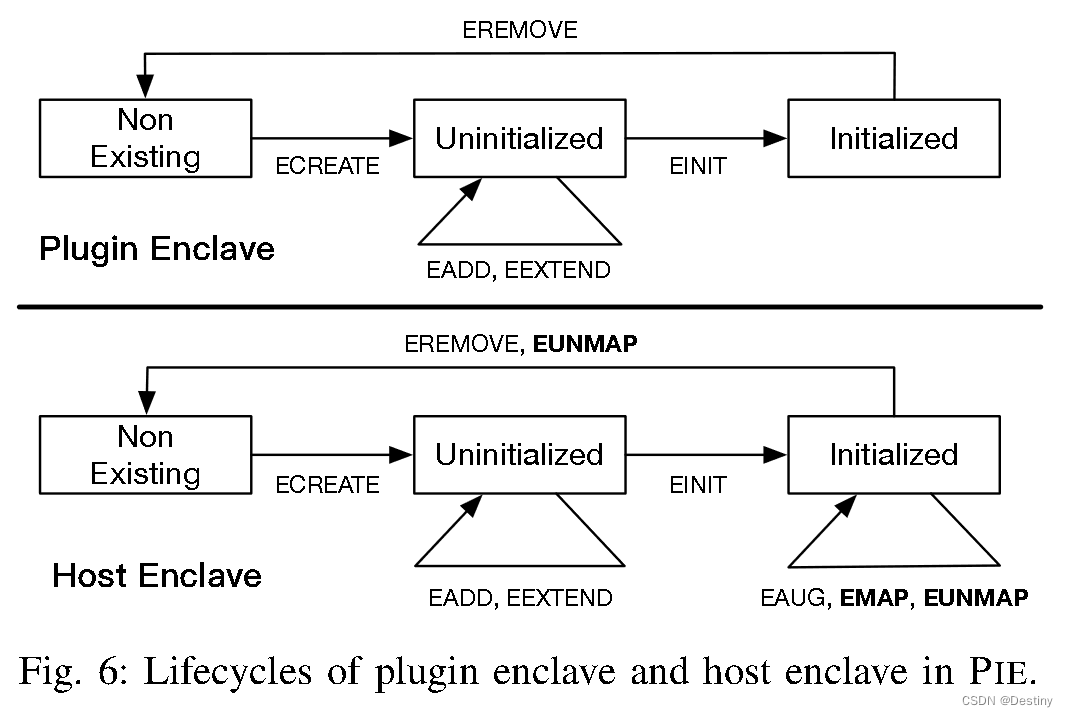 EREMOVE
Non
Existing
Uninitialized
Initialized
ECREATE
EINIT
Plugin Enclave
EADD, EEXTEND
EREMOVE, EUNMAP
Non
Existing
Uninitialized
Initialized
ECREATE
EINIT
Host Enclave
EADD, EEXTEND
EAUG, EMAP, EUNMAP
Fig. 6: Lifecycles of plugin enclave and host enclave in PIE.
CSDN @Destiny